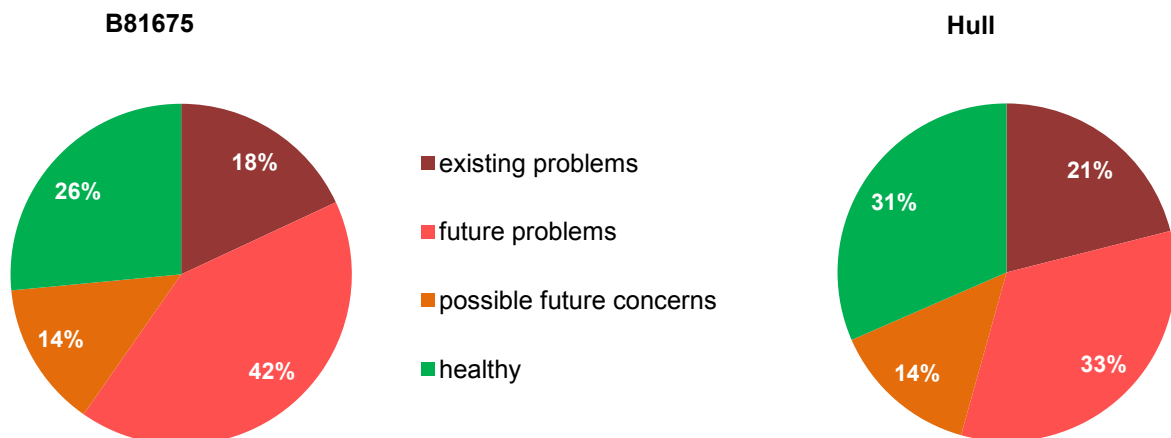 B81675
Hull
18%
26%
14%
42%
existing problems
future problems
possible future concerns
healthy
21%
31%
14%
33%